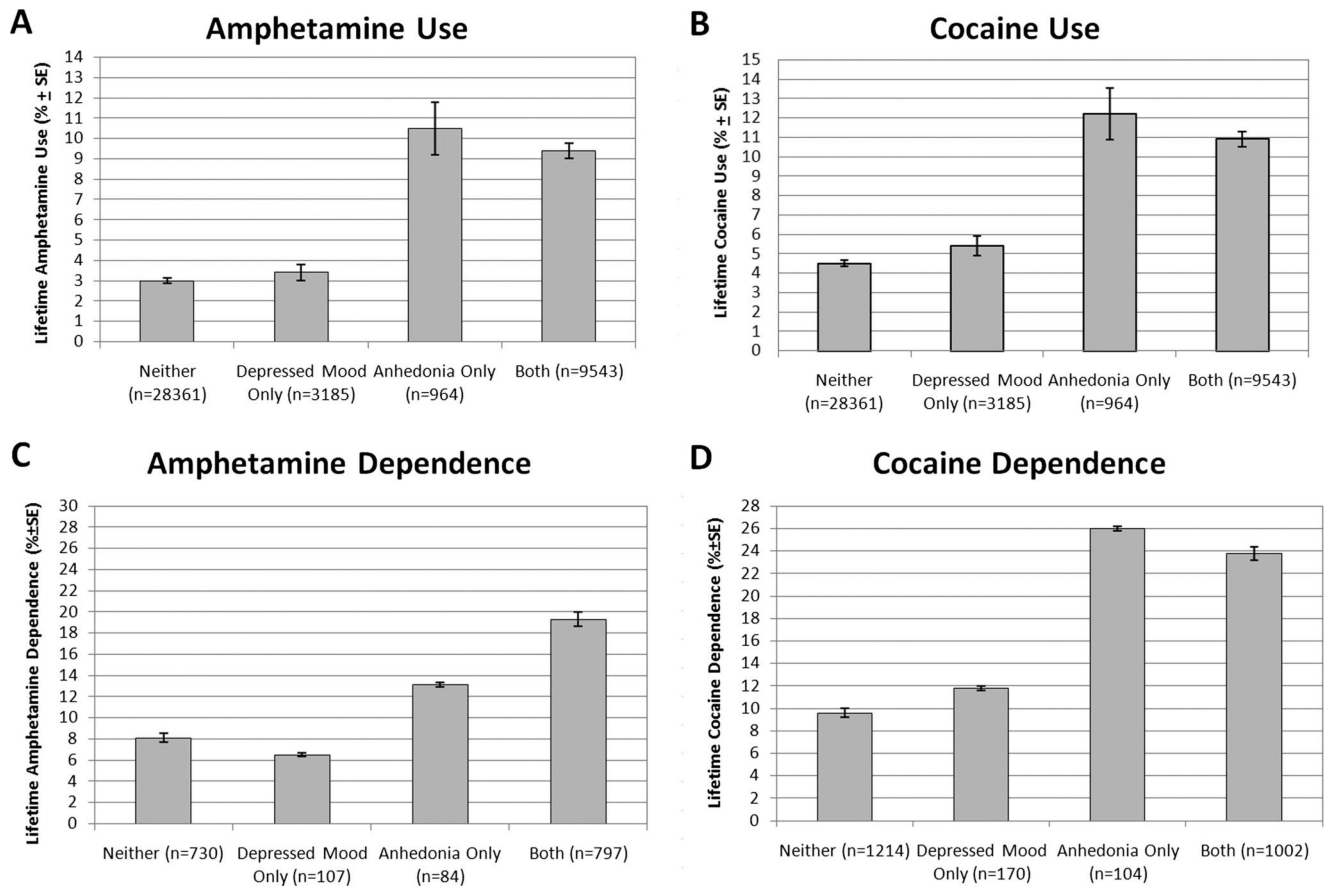 A
Amphetamine Use
Lifetime Amphetamine Use (% ± SE)
14
13
12
11
10
9
8
7
6
5
4
3
2
1
0
Neither
(n=28361)
Depressed Mood
Only (n=3185)
Anhedonia Only
(n=964)
Both (n=9543)
B
Cocaine Use
Lifetime Cocaine Use (% ± SE)
15
14
13
12
11
10
9
8
7
6
5
4
3
2
1
0
Neither
(n=28361)
Depressed Mood
Only (n=3185)
Anhedonia Only
(n=964)
Both (n=9543)
C
Amphetamine Dependence
Lifetime Amphetamine Dependence (%±SE)
30
28
26
24
22
20
18
16
14
12
10
8
6
4
2
0
Neither (n=730)
Depressed Mood
Only (n=107)
Anhedonia Only
(n=84)
Both (n=797)
D
Cocaine Dependence
Lifetime Cocaine Dependence (%±SE)
28
26
24
22
20
18
16
14
12
10
8
6
4
2
0
Neither (n=1214)
Depressed Mood
Only (n=170)
Anhedonia Only
(n=104)
Both (n=1002)